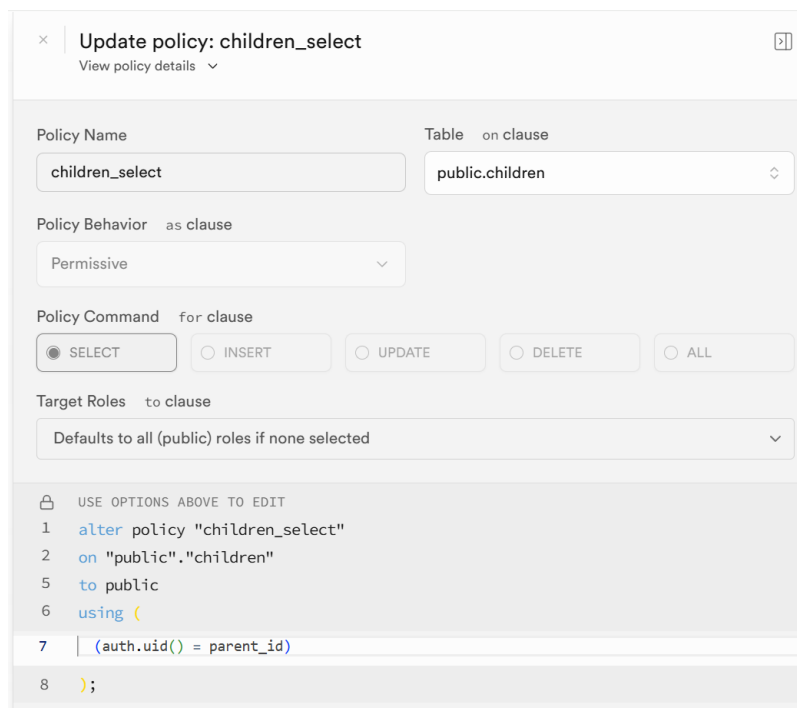 Update policy: children_select
View policy details
Policy Name
Table on clause
children_select
public.children
Policy Behavior as clause
Permissive
Policy Command for clause
SELECT INSERT UPDATE DELETE ALL
Target Roles to clause
Defaults to all (public) roles if none selected
USE OPTIONS ABOVE TO EDIT
1 alter policy "children_select"
2 on "public"."children"
5 to public
6 using (
7 (auth.uid() = parent_id)
8 );